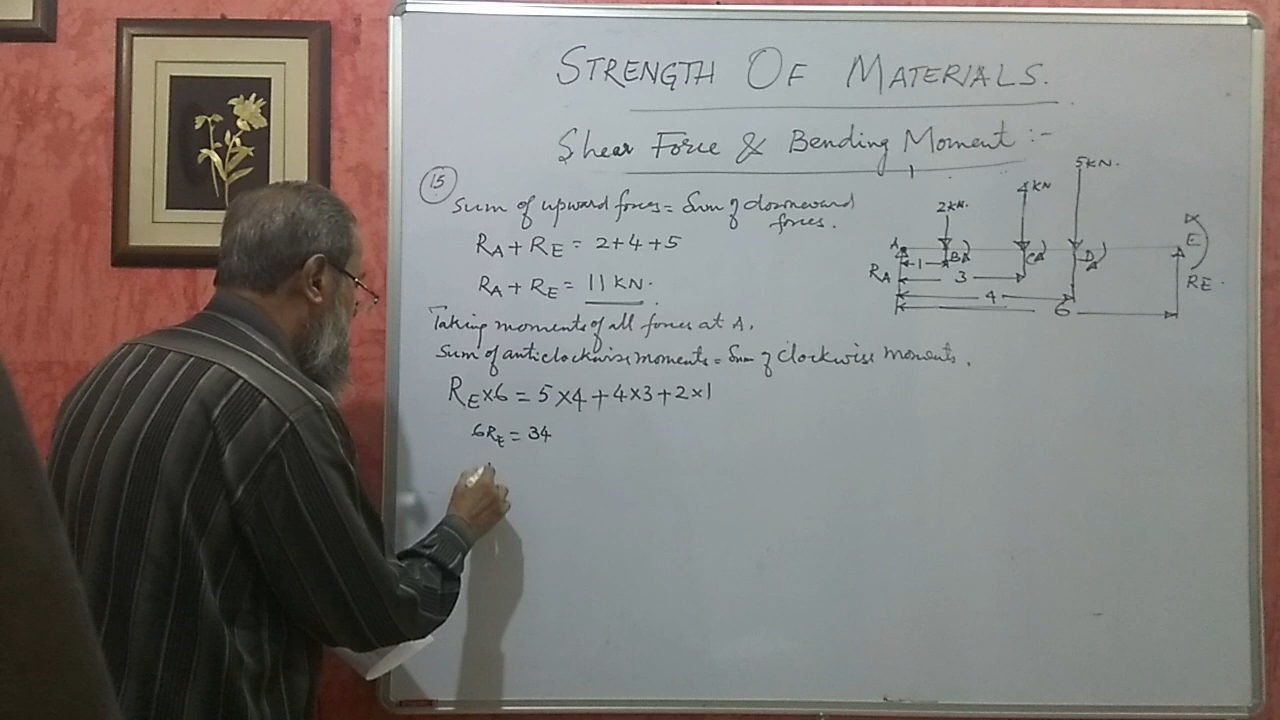 STRENGTH OF MATERIALS.
Shear Force & Bending Moment :-
15
Sum of upward forces = Sum of downward forces.
RA + RE = 2+4+5
RA + RE = 11 KN.
Taking moments of all forces at A.
Sum of anticlockwise moments = Sum of clockwise moments.
RE×6 = 5×4+4×3+2×1
6RE = 34
5KN.
4KN
2KN.
A B C D E
RA 1 3 RE.
4
6